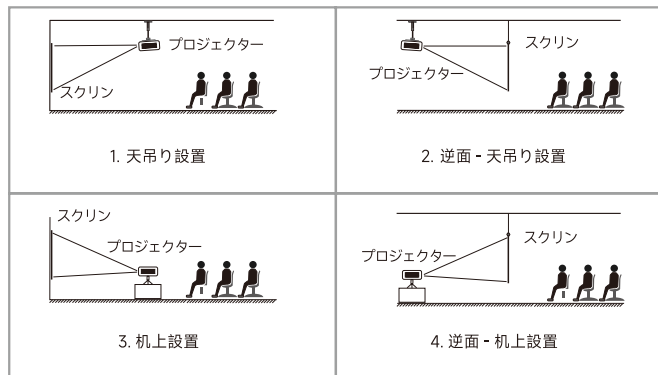 プロジェクター
スクリン
1. 天吊り設置
スクリン
プロジェクター
2. 逆面 - 天吊り設置
スクリン
プロジェクター
3. 机上設置
スクリン
プロジェクター
4. 逆面 - 机上設置